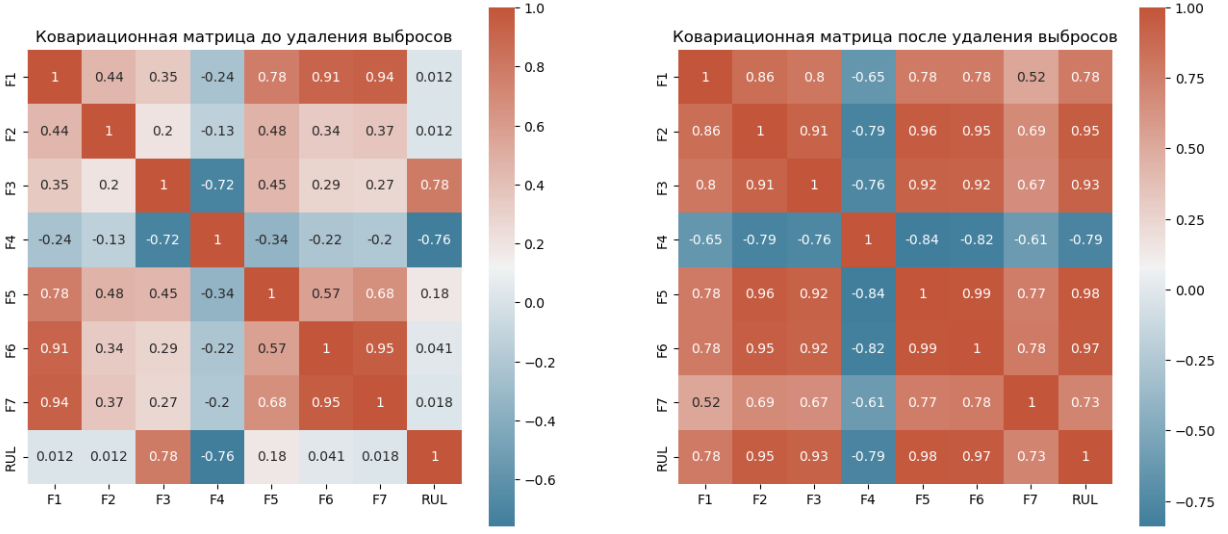 Ковариационная матрица до удаления выбросов
F1 1 0.44 0.35 -0.24 0.78 0.91 0.94 0.012
F2 0.44 1 0.2 -0.13 0.48 0.34 0.37 0.012
F3 0.35 0.2 1 -0.72 0.45 0.29 0.27 0.78
F4 -0.24 -0.13 -0.72 1 -0.34 -0.22 -0.2 -0.76
F5 0.78 0.48 0.45 -0.34 1 0.57 0.68 0.18
F6 0.91 0.34 0.29 -0.22 0.57 1 0.95 0.041
F7 0.94 0.37 0.27 -0.2 0.68 0.95 1 0.018
RUL 0.012 0.012 0.78 -0.76 0.18 0.041 0.018 1
F1 F2 F3 F4 F5 F6 F7 RUL
1.0
0.8
0.6
0.4
0.2
0.0
−0.2
−0.4
−0.6
Ковариационная матрица после удаления выбросов
F1 1 0.86 0.8 -0.65 0.78 0.78 0.52 0.78
F2 0.86 1 0.91 -0.79 0.96 0.95 0.69 0.95
F3 0.8 0.91 1 -0.76 0.92 0.92 0.67 0.93
F4 -0.65 -0.79 -0.76 1 -0.84 -0.82 -0.61 -0.79
F5 0.78 0.96 0.92 -0.84 1 0.99 0.77 0.98
F6 0.78 0.95 0.92 -0.82 0.99 1 0.78 0.97
F7 0.52 0.69 0.67 -0.61 0.77 0.78 1 0.73
RUL 0.78 0.95 0.93 -0.79 0.98 0.97 0.73 1
F1 F2 F3 F4 F5 F6 F7 RUL
1.00
0.75
0.50
0.25
0.00
−0.25
−0.50
−0.75